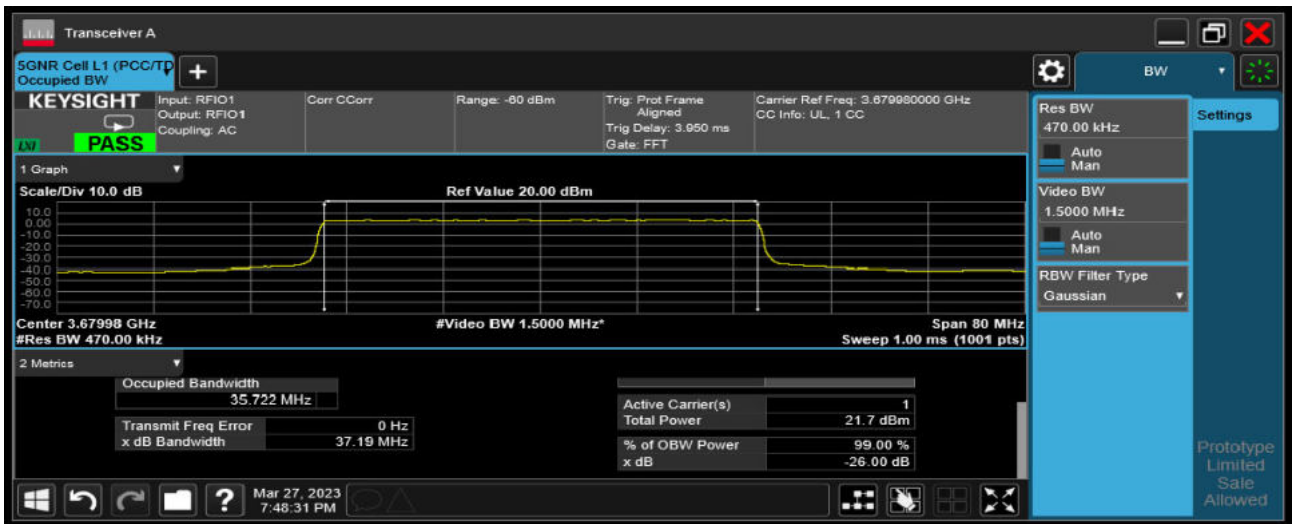 Transceiver A
5GNR Cell L1 (PCC/TD
Occupied BW
+
BW
KEYSIGHT
LXI
PASS
Input: RFIO1
Output: RFIO1
Coupling: AC
Corr CCorr
Range: -60 dBm
Trig: Prot Frame
Aligned
Trig Delay: 3.950 ms
Gate: FFT
Carrier Ref Freq: 3.679980000 GHz
CC Info: UL, 1 CC
1 Graph
Scale/Div 10.0 dB
Ref Value 20.00 dBm
10.0
0.00
-10.0
-20.0
-30.0
-40.0
-50.0
-60.0
-70.0
Center 3.67998 GHz
#Video BW 1.5000 MHz*
Span 80 MHz
#Res BW 470.00 kHz
Sweep 1.00 ms (1001 pts)
2 Metrics
Occupied Bandwidth
35.722 MHz
Transmit Freq Error 0 Hz
x dB Bandwidth 37.19 MHz
Active Carrier(s) 1
Total Power 21.7 dBm
% of OBW Power 99.00 %
x dB -26.00 dB
Res BW
470.00 kHz
Auto
Man
Video BW
1.5000 MHz
Auto
Man
RBW Filter Type
Gaussian
Settings
Prototype
Limited
Sale
Allowed
?
Mar 27, 2023
7:48:31 PM